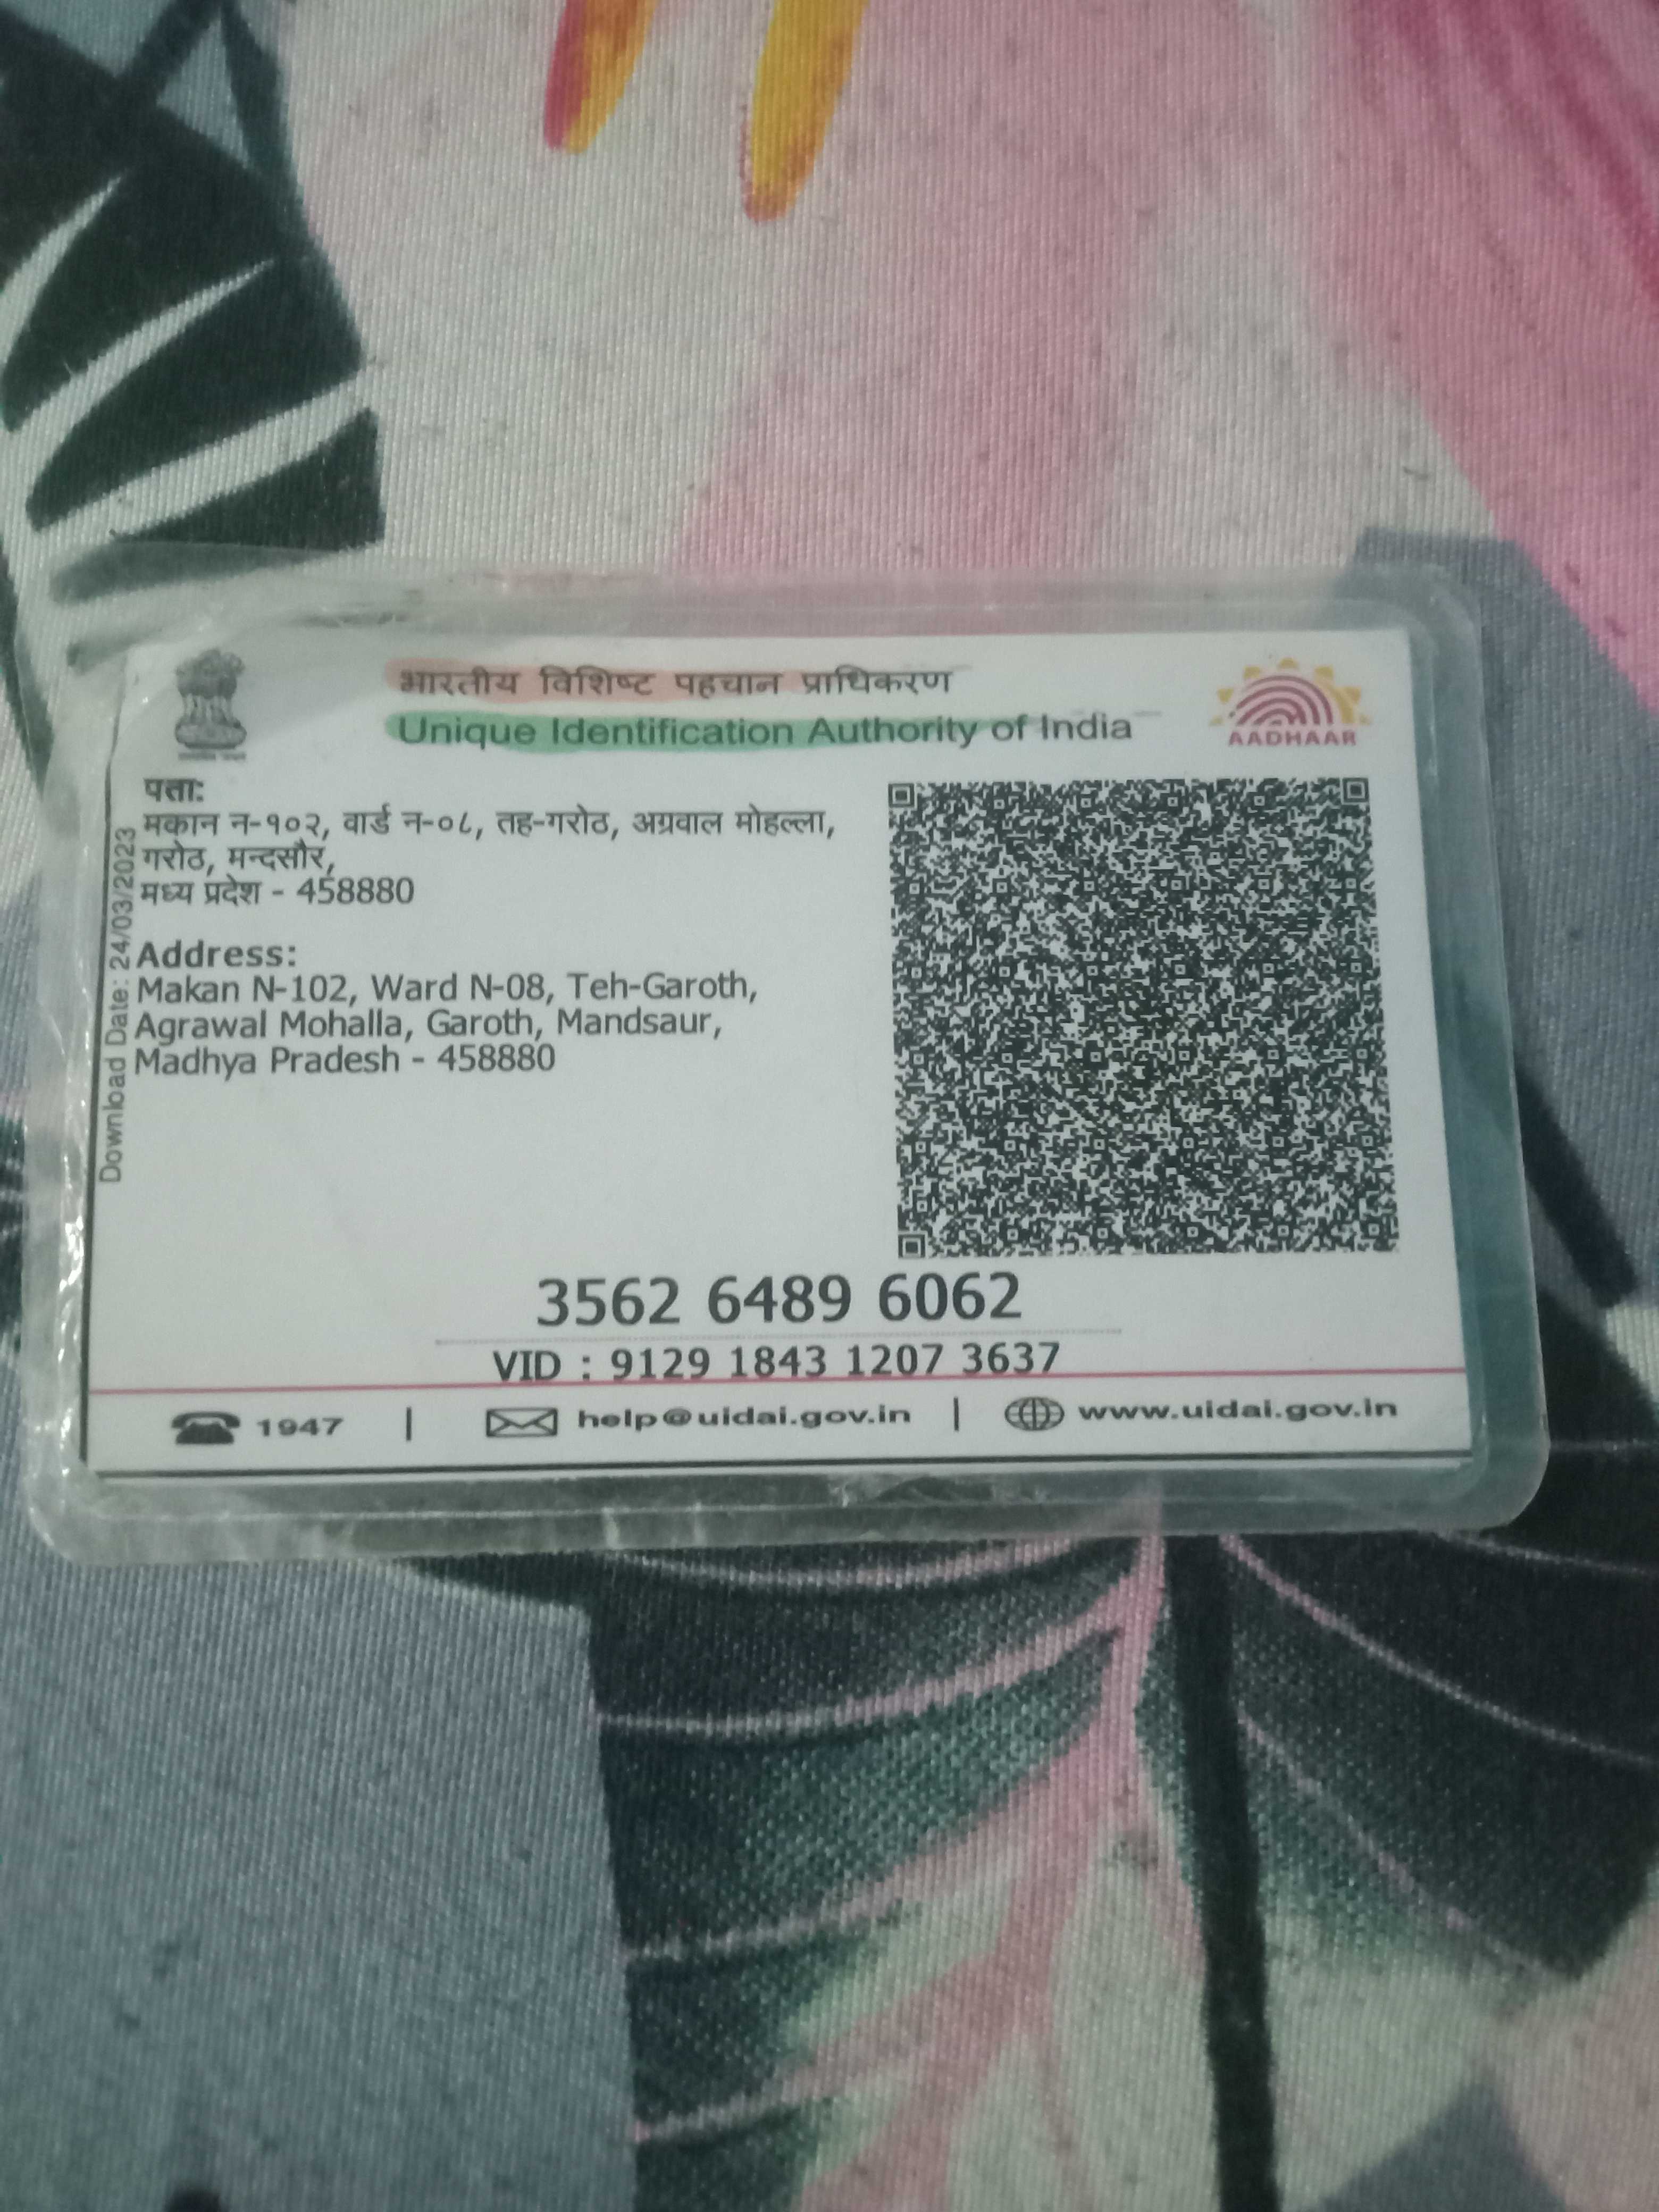 भारतीय विशिष्ट पहचान प्राधिकरण
Unique Identification Authority of India
AADHAAR
पता:
मकान न-१०२, वार्ड न-०८, तह-गरोठ, अग्रवाल मोहल्ला,
गरोठ, मन्दसौर,
मध्य प्रदेश - 458880
Address:
Makan N-102, Ward N-08, Teh-Garoth,
Agrawal Mohalla, Garoth, Mandsaur,
Madhya Pradesh - 458880
Download Date: 24/03/2023
3562 6489 6062
VID : 9129 1843 1207 3637
1947 | help@uidai.gov.in | www.uidai.gov.in